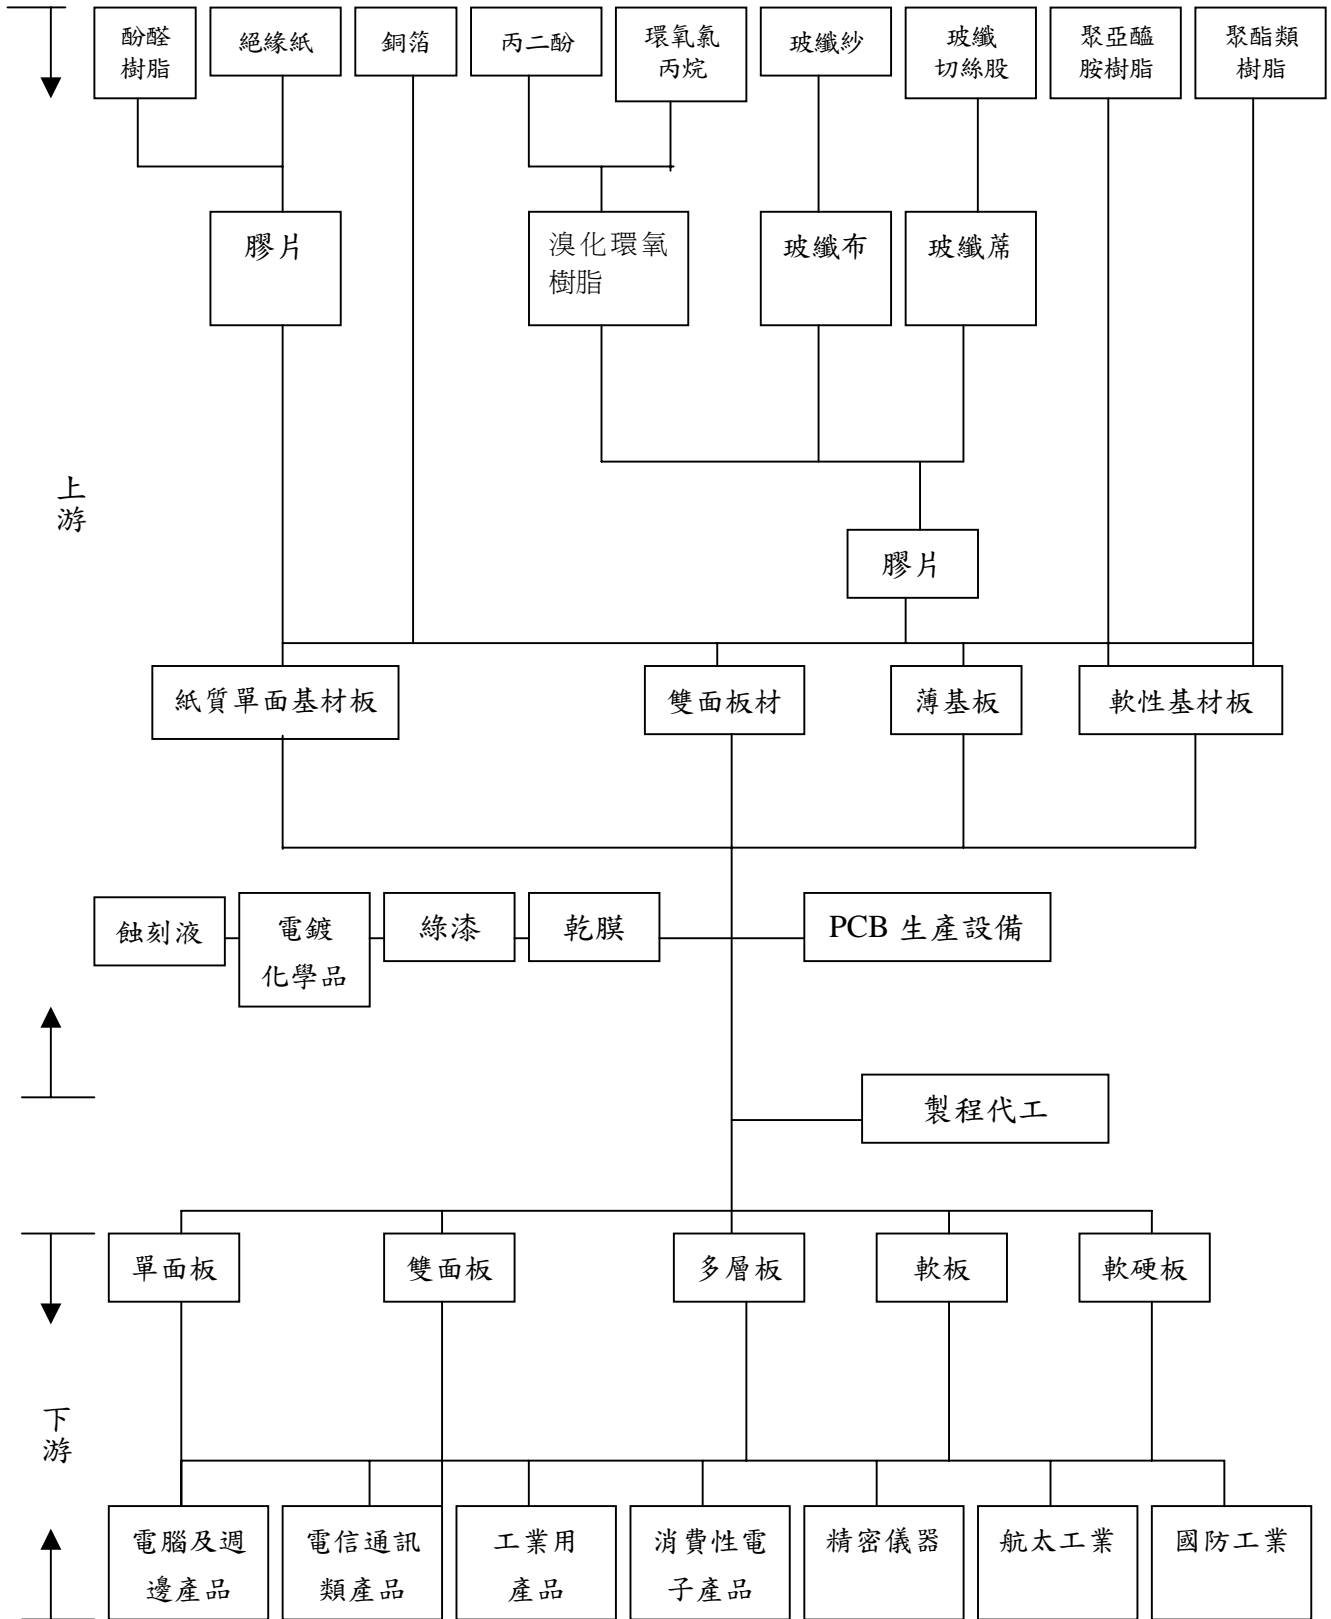 酚醛
樹脂
絕緣紙
銅箔
丙二酚
環氧氯
丙烷
玻纖紗
玻纖
切絲股
聚亞醯
胺樹脂
聚酯類
樹脂
膠片
溴化環氧
樹脂
玻纖布
玻纖蓆
上
游
膠片
紙質單面基材板
雙面板材
薄基板
軟性基材板
蝕刻液
電鍍
化學品
綠漆
乾膜
PCB 生產設備
製程代工
單面板
雙面板
多層板
軟板
軟硬板
下
游
電腦及週
邊產品
電信通訊
類產品
工業用
產品
消費性電
子產品
精密儀器
航太工業
國防工業